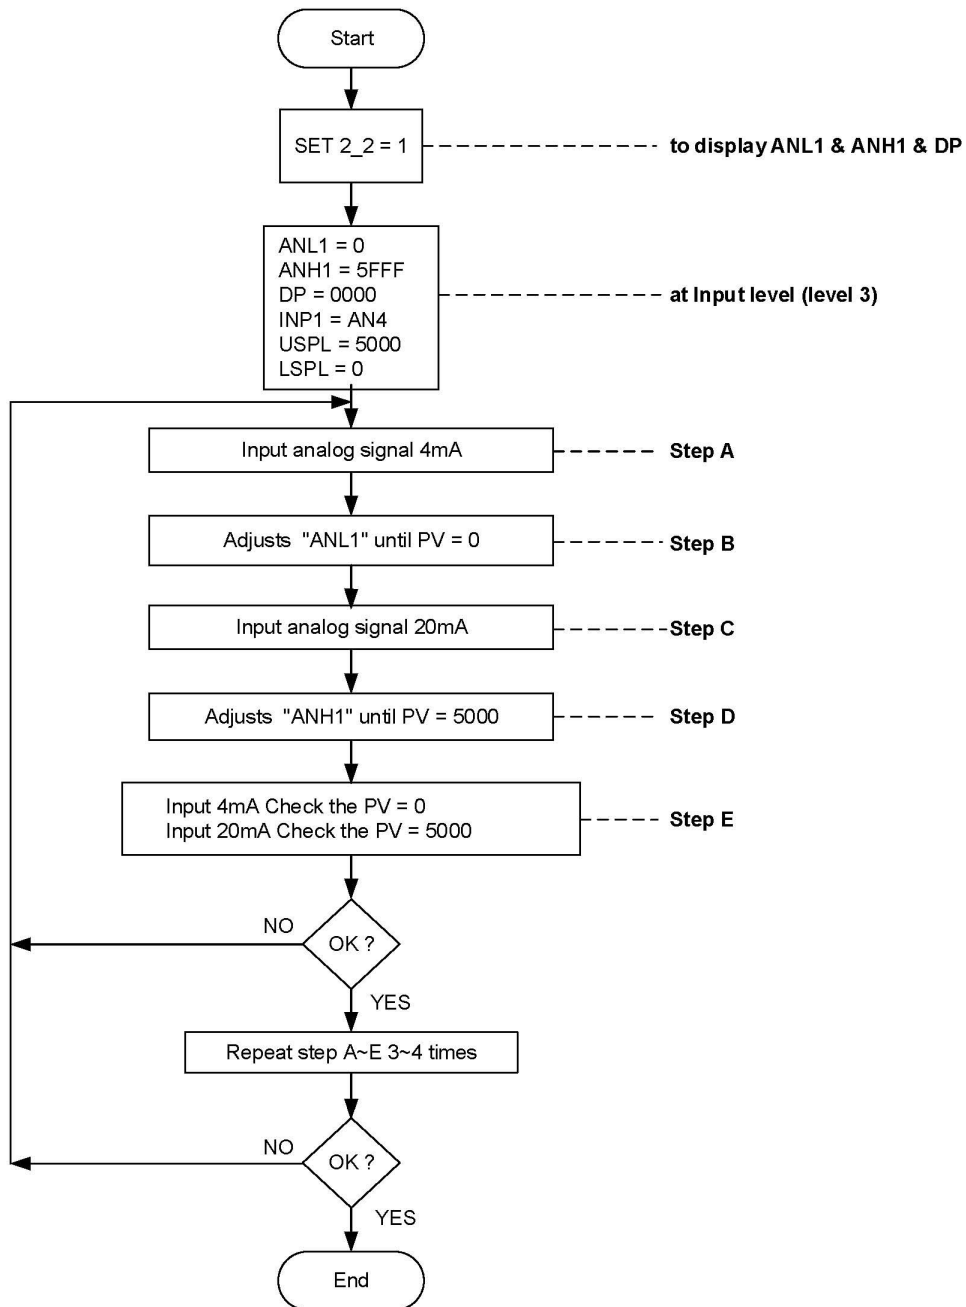 Start
SET 2_2 = 1
to display ANL1 & ANH1 & DP
ANL1 = 0
ANH1 = 5FFF
DP = 0000
INP1 = AN4
USPL = 5000
LSPL = 0
at Input level (level 3)
Input analog signal 4mA
Step A
Adjusts "ANL1" until PV = 0
Step B
Input analog signal 20mA
Step C
Adjusts "ANH1" until PV = 5000
Step D
Input 4mA Check the PV = 0
Input 20mA Check the PV = 5000
Step E
NO
OK ?
YES
Repeat step A~E 3~4 times
NO
OK ?
YES
End